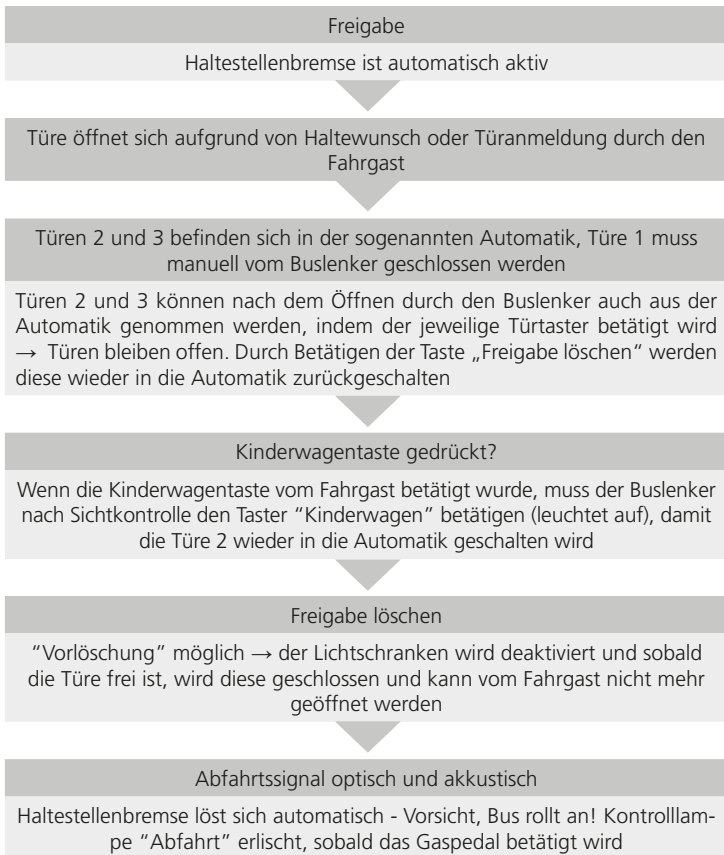 Freigabe
Haltestellenbremse ist automatisch aktiv
Türe öffnet sich aufgrund von Haltewunsch oder Türanmeldung durch den
Fahrgast
Türen 2 und 3 befinden sich in der sogenannten Automatik, Türe 1 muss
manuell vom Buslenker geschlossen werden
Türen 2 und 3 können nach dem Öffnen durch den Buslenker auch aus der
Automatik genommen werden, indem der jeweilige Türtaster betätigt wird
→ Türen bleiben offen. Durch Betätigen der Taste „Freigabe löschen“ werden
diese wieder in die Automatik zurückgeschalten
Kinderwagentaste gedrückt?
Wenn die Kinderwagentaste vom Fahrgast betätigt wurde, muss der Buslenker
nach Sichtkontrolle den Taster “Kinderwagen” betätigen (leuchtet auf), damit
die Türe 2 wieder in die Automatik geschalten wird
Freigabe löschen
“Vorlöschung” möglich → der Lichtschranken wird deaktiviert und sobald
die Türe frei ist, wird diese geschlossen und kann vom Fahrgast nicht mehr
geöffnet werden
Abfahrtssignal optisch und akkustisch
Haltestellenbremse löst sich automatisch - Vorsicht, Bus rollt an! Kontrolllam-
pe “Abfahrt” erlischt, sobald das Gaspedal betätigt wird